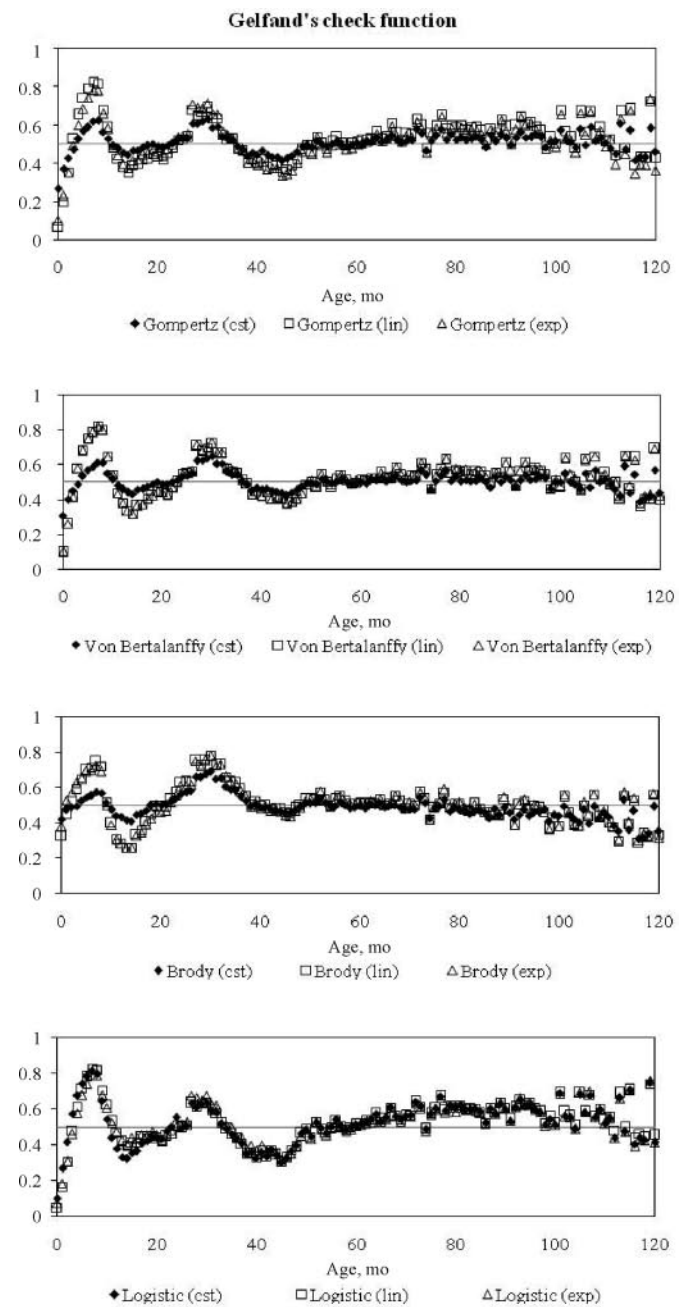 Gelfand's check function
1
0.8
0.6
0.4
0.2
0
0 20 40 60 80 100 120
Age, mo
Gompertz (cst) Gompertz (lin) Gompertz (exp)
1
0.8
0.6
0.4
0.2
0
0 20 40 60 80 100 120
Age, mo
Von Bertalanffy (cst) Von Bertalanffy (lin) Von Bertalanffy (exp)
1
0.8
0.6
0.4
0.2
0
0 20 40 60 80 100 120
Age, mo
Brody (cst) Brody (lin) Brody (exp)
1
0.8
0.6
0.4
0.2
0
0 20 40 60 80 100 120
Age, mo
Logistic (cst) Logistic (lin) Logistic (exp)